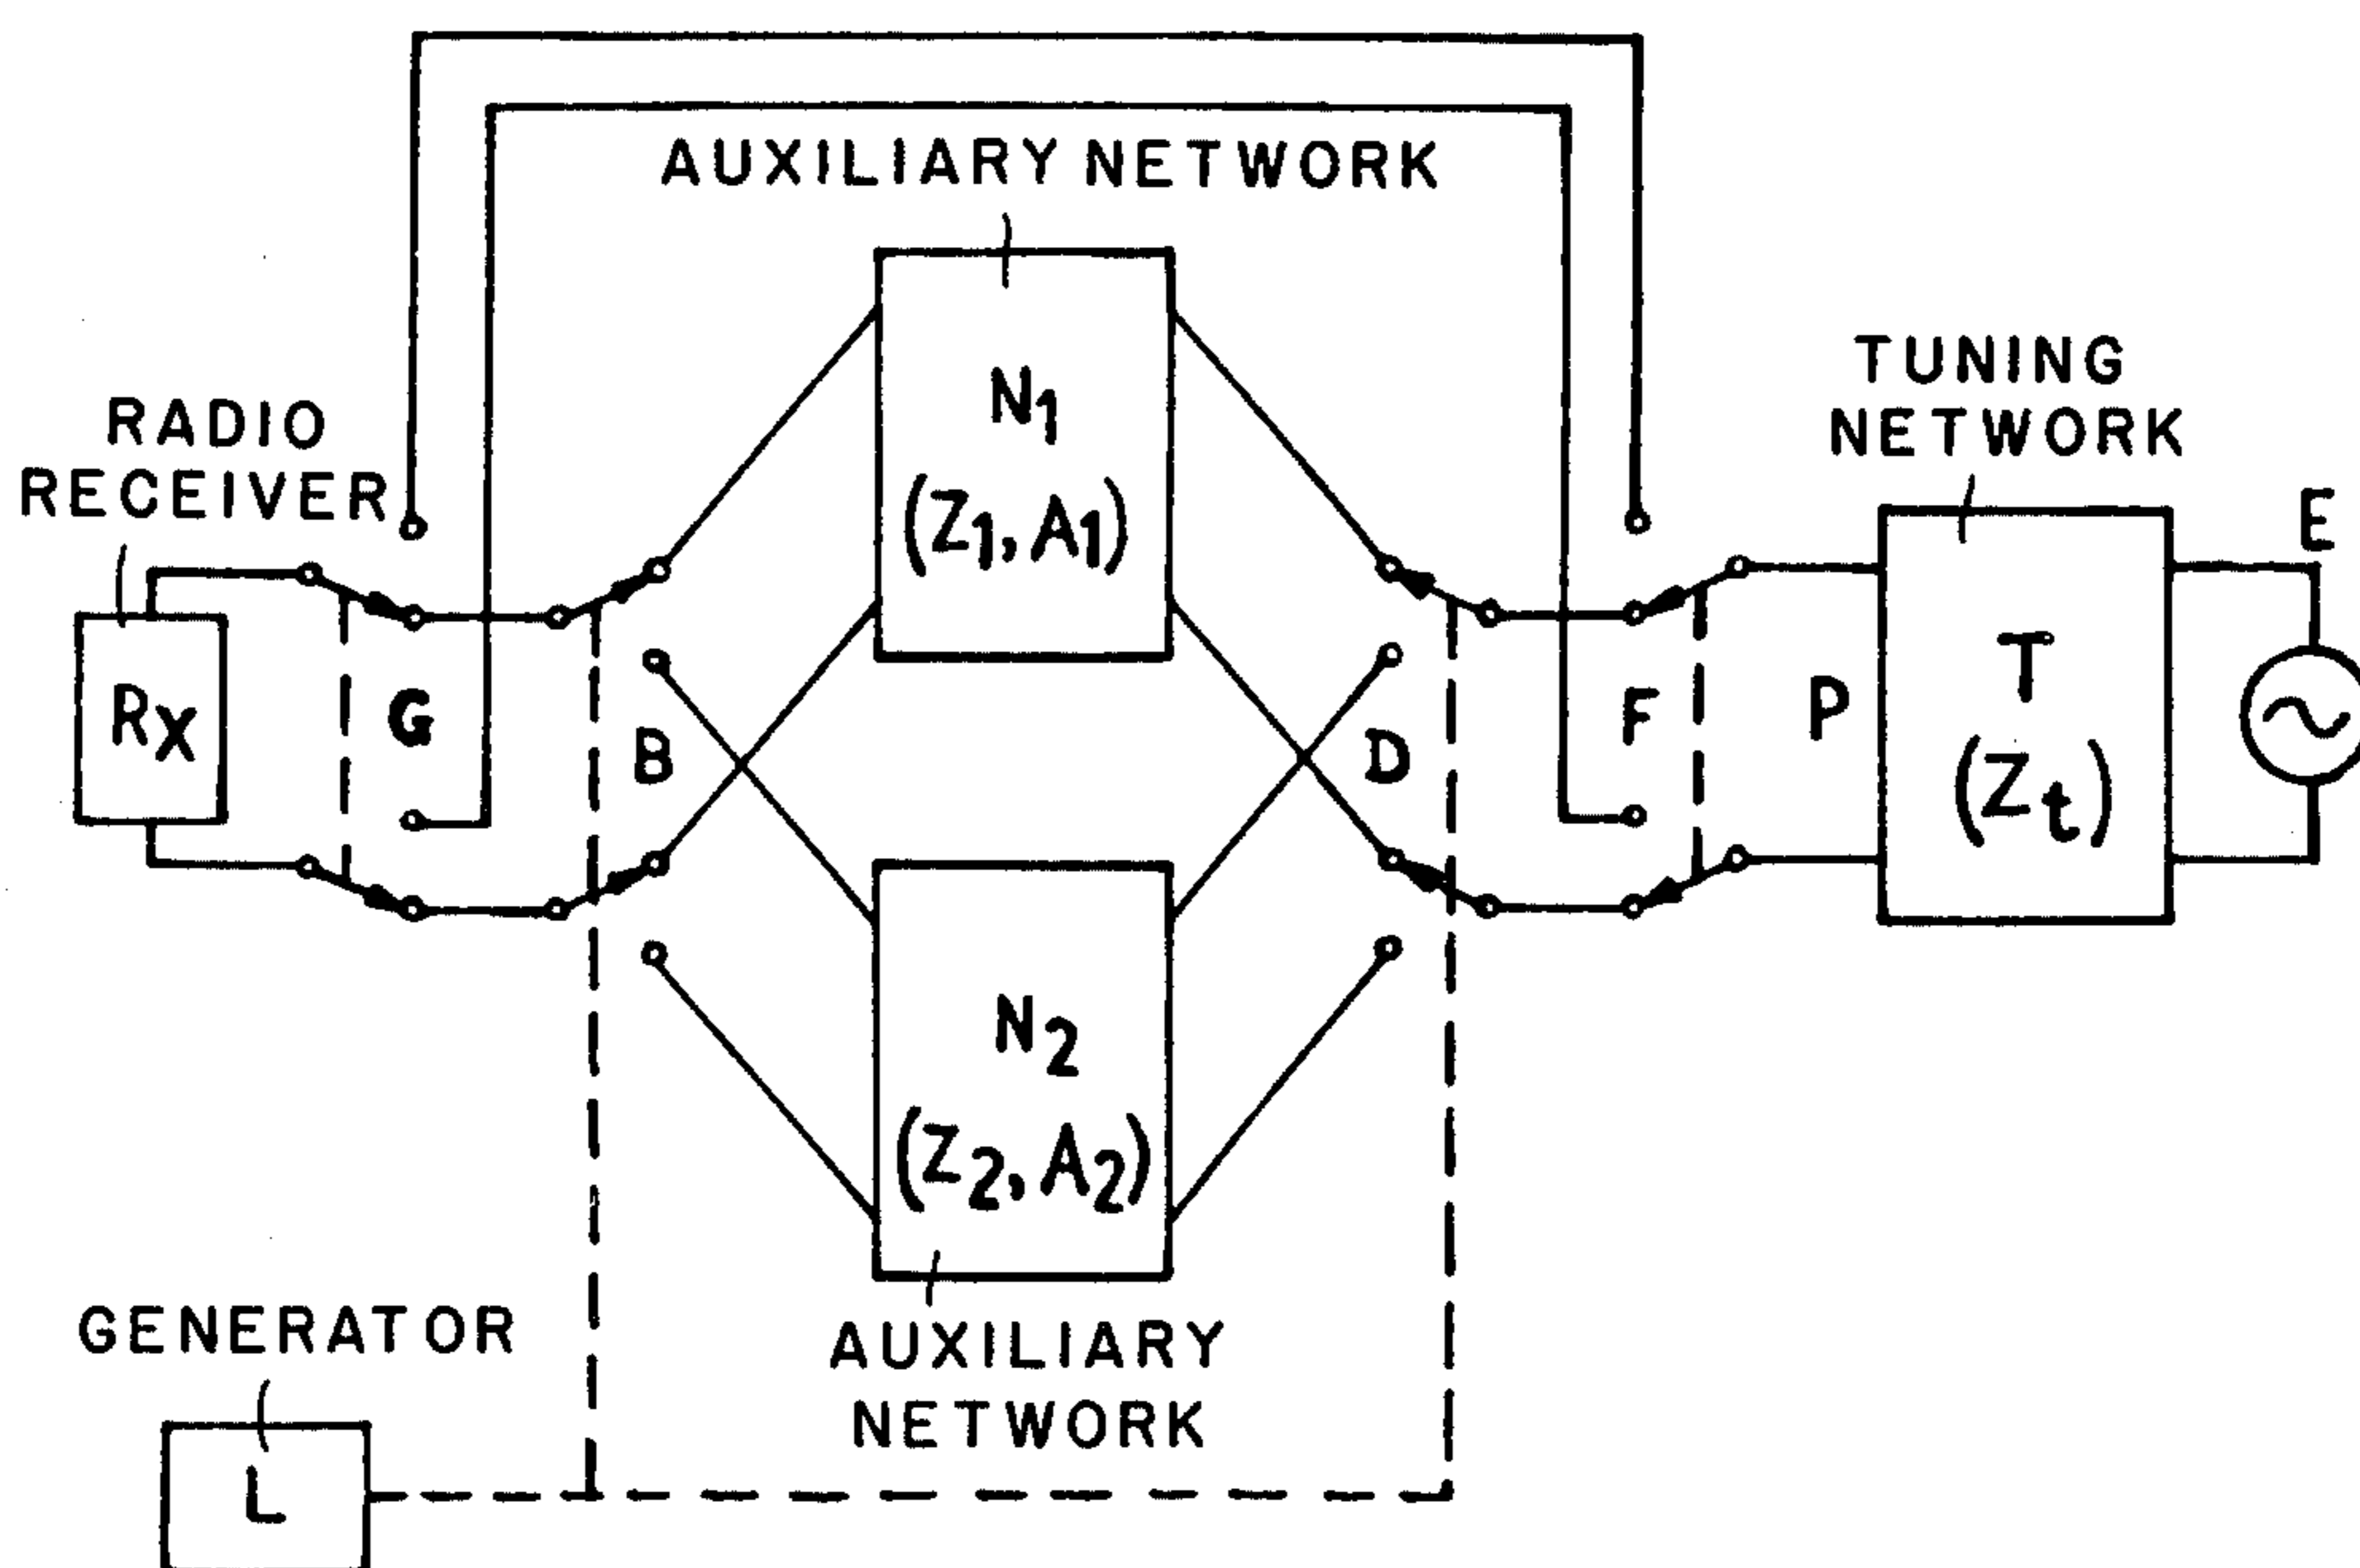 AUXILIARY NETWORK
RADIO
RECEIVER
TUNING
NETWORK
E
N1
(Z1, A1)
RX
G
B
D
F
P
T
(Zt)
N2
(Z2, A2)
AUXILIARY
NETWORK
GENERATOR
L